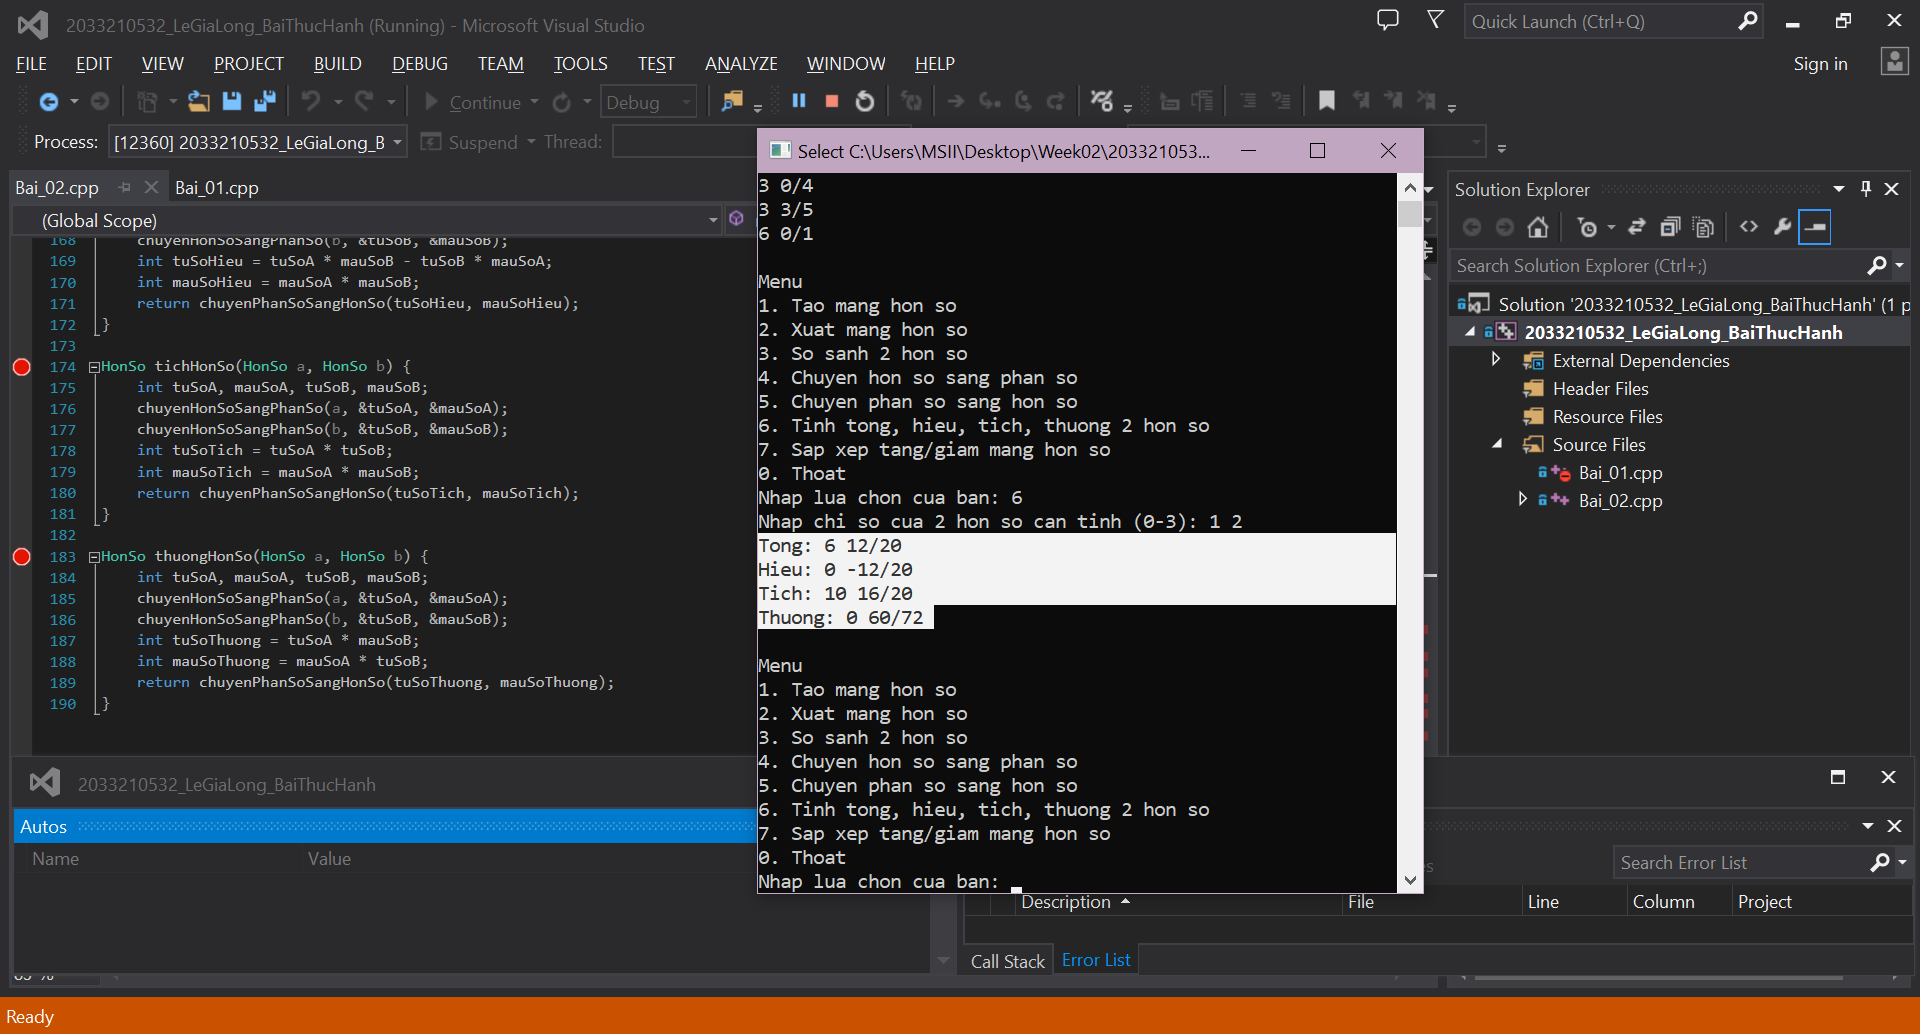 2033210532_LeGiaLong_BaiThucHanh (Running) - Microsoft Visual Studio
Quick Launch (Ctrl+Q)
FILE EDIT VIEW PROJECT BUILD DEBUG TEAM TOOLS TEST ANALYZE WINDOW HELP
Sign in
Continue Debug
Process: [12360] 2033210532_LeGiaLong_B Suspend Thread:
Bai_02.cpp Bai_01.cpp
(Global Scope)
168 chuyenHonSoSangPhanSo(b, &tuSoB, &mauSoB);
169 int tuSoHieu = tuSoA * mauSoB - tuSoB * mauSoA;
170 int mauSoHieu = mauSoA * mauSoB;
171 return chuyenPhanSoSangHonSo(tuSoHieu, mauSoHieu);
172 }
173
174 HonSo tichHonSo(HonSo a, HonSo b) {
175 int tuSoA, mauSoA, tuSoB, mauSoB;
176 chuyenHonSoSangPhanSo(a, &tuSoA, &mauSoA);
177 chuyenHonSoSangPhanSo(b, &tuSoB, &mauSoB);
178 int tuSoTich = tuSoA * tuSoB;
179 int mauSoTich = mauSoA * mauSoB;
180 return chuyenPhanSoSangHonSo(tuSoTich, mauSoTich);
181 }
182
183 HonSo thuongHonSo(HonSo a, HonSo b) {
184 int tuSoA, mauSoA, tuSoB, mauSoB;
185 chuyenHonSoSangPhanSo(a, &tuSoA, &mauSoA);
186 chuyenHonSoSangPhanSo(b, &tuSoB, &mauSoB);
187 int tuSoThuong = tuSoA * mauSoB;
188 int mauSoThuong = mauSoA * tuSoB;
189 return chuyenPhanSoSangHonSo(tuSoThuong, mauSoThuong);
190 }
Select C:\Users\MSII\Desktop\Week02\203321053...
3 0/4
3 3/5
6 0/1
Menu
1. Tao mang hon so
2. Xuat mang hon so
3. So sanh 2 hon so
4. Chuyen hon so sang phan so
5. Chuyen phan so sang hon so
6. Tinh tong, hieu, tich, thuong 2 hon so
7. Sap xep tang/giam mang hon so
0. Thoat
Nhap lua chon cua ban: 6
Nhap chi so cua 2 hon so can tinh (0-3): 1 2
Tong: 6 12/20
Hieu: 0 -12/20
Tich: 10 16/20
Thuong: 0 60/72
Menu
1. Tao mang hon so
2. Xuat mang hon so
3. So sanh 2 hon so
4. Chuyen hon so sang phan so
5. Chuyen phan so sang hon so
6. Tinh tong, hieu, tich, thuong 2 hon so
7. Sap xep tang/giam mang hon so
0. Thoat
Nhap lua chon cua ban:
Solution Explorer
Search Solution Explorer (Ctrl+;)
Solution '2033210532_LeGiaLong_BaiThucHanh' (1 p
2033210532_LeGiaLong_BaiThucHanh
External Dependencies
Header Files
Resource Files
Source Files
Bai_01.cpp
Bai_02.cpp
2033210532_LeGiaLong_BaiThucHanh
Autos
Name Value
Search Error List
Description File Line Column Project
Call Stack Error List
Ready